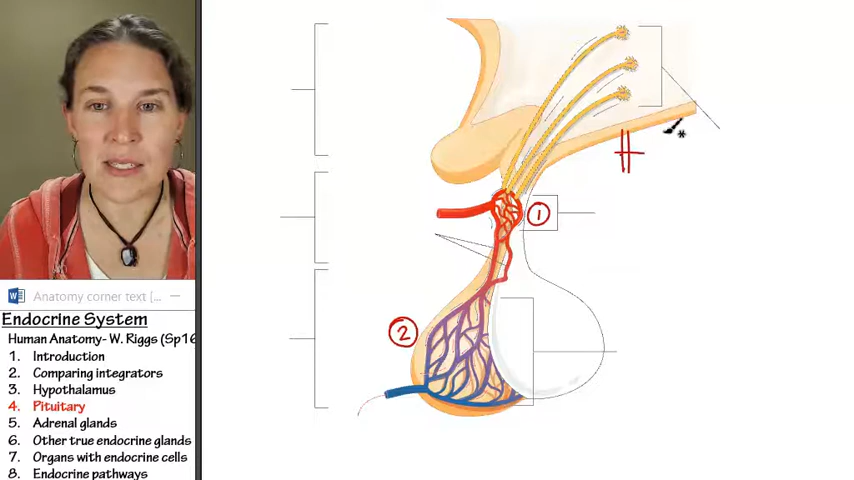 Anatomy corner text [...
Endocrine System
Human Anatomy- W. Riggs (Sp16
1. Introduction
2. Comparing integrators
3. Hypothalamus
4. Pituitary
5. Adrenal glands
6. Other true endocrine glands
7. Organs with endocrine cells
8. Endocrine pathways
1
2